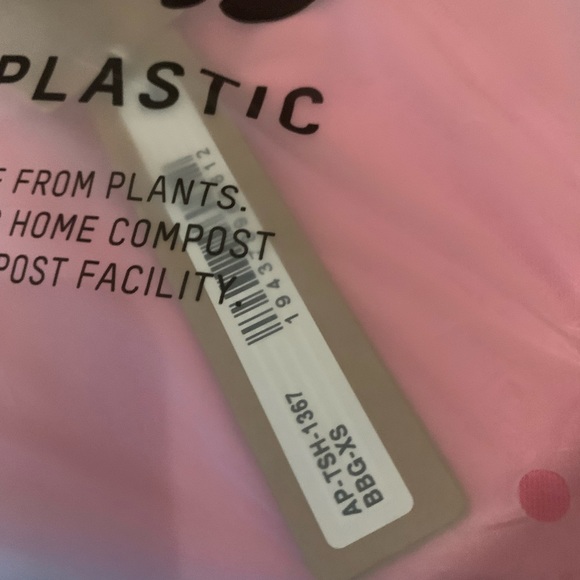 PLASTIC
FROM PLANTS.
HOME COMPOST
POST FACILITY.
AP-TSH-1367
BBG-XS